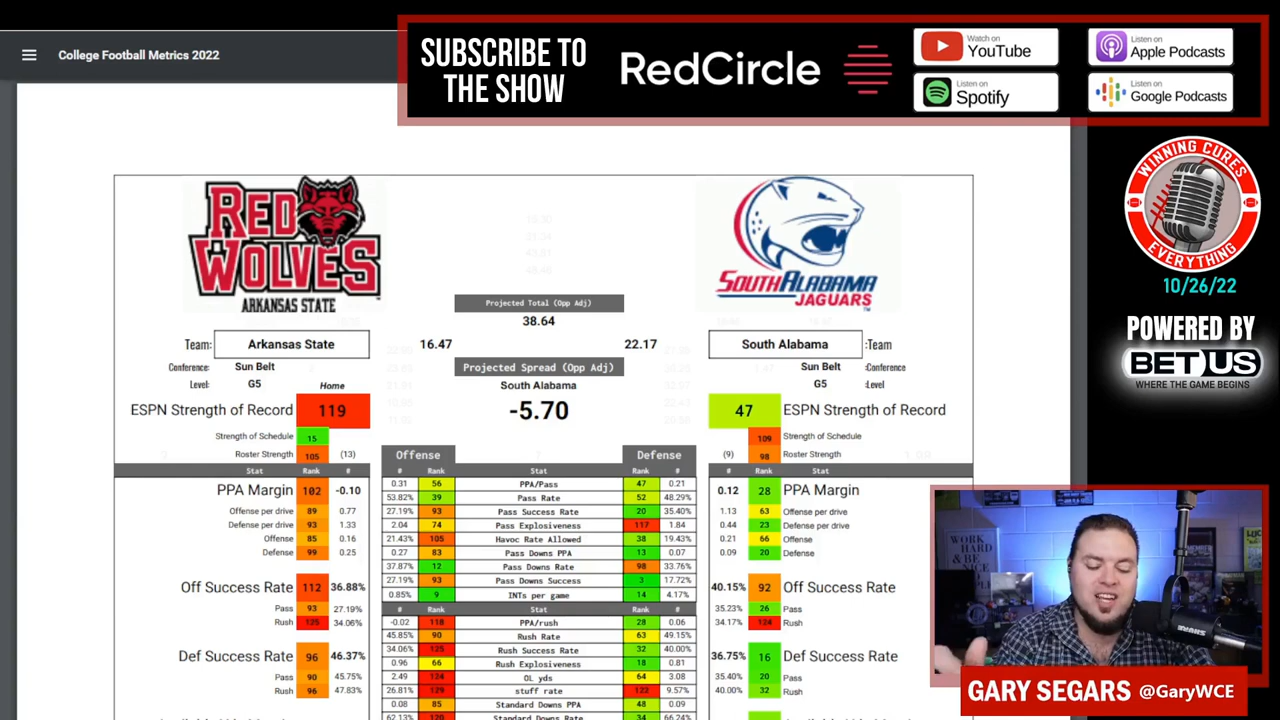 College Football Metrics 2022
SUBSCRIBE TO
THE SHOW
RedCircle
Watch on
YouTube
Listen on
Spotify
Listen on
Apple Podcasts
Listen on
Google Podcasts
WINNING CURES
EVERYTHING
10/26/22
POWERED BY
BETUS
WHERE THE GAME BEGINS
RED
WOLVES
ARKANSAS STATE
SOUTH ALABAMA
JAGUARS
Projected Total (Opp Adj)
38.64
Team: Arkansas State 16.47 22.17 South Alabama :Team
Conference: Sun Belt Projected Spread (Opp Adj) Sun Belt :Conference
Level: G5 Home South Alabama G5 :Level
ESPN Strength of Record 119 -5.70 47 ESPN Strength of Record
Strength of Schedule 15 109 Strength of Schedule
Roster Strength 105 (13) Offense Defense (9) 98 Roster Strength
Stat Rank # # Rank Stat Rank # # Rank Stat
PPA Margin 102 -0.10 0.12 28 PPA Margin
Offense per drive 89 0.77 1.13 63 Offense per drive
Defense per drive 93 1.33 0.44 23 Defense per drive
Offense 85 0.16 0.21 66 Offense
Defense 99 0.25 0.09 20 Defense
Off Success Rate 112 36.88% 40.15% 92 Off Success Rate
Pass 93 27.19% 35.23% 26 Pass
Rush 125 34.06% 34.17% 124 Rush
Def Success Rate 96 46.37% 36.75% 16 Def Success Rate
Pass 90 45.75% 35.40% 20 Pass
Rush 96 47.83% 40.00% 32 Rush
0.31 56 PPA/Pass 47 0.21
53.82% 39 Pass Rate 52 48.29%
27.19% 93 Pass Success Rate 20 35.40%
2.04 74 Pass Explosiveness 117 1.84
21.43% 105 Havoc Rate Allowed 38 19.43%
0.27 83 Pass Downs PPA 13 0.07
37.87% 12 Pass Downs Rate 98 33.76%
27.19% 93 Pass Downs Success 3 17.72%
0.85% 9 INTs per game 14 4.17%
# Rank Stat Rank #
-0.02 118 PPA/rush 28 0.06
45.85% 90 Rush Rate 63 49.15%
34.06% 125 Rush Success Rate 32 40.00%
0.96 66 Rush Explosiveness 18 0.81
2.49 124 OL yds 64 3.08
26.81% 129 stuff rate 122 9.57%
0.08 85 Standard Downs PPA 48 0.09
62.13% 120 Standard Downs Rate 34 66.24%
WORK
HARD &
BE NICE
GARY SEGARS @GaryWCE